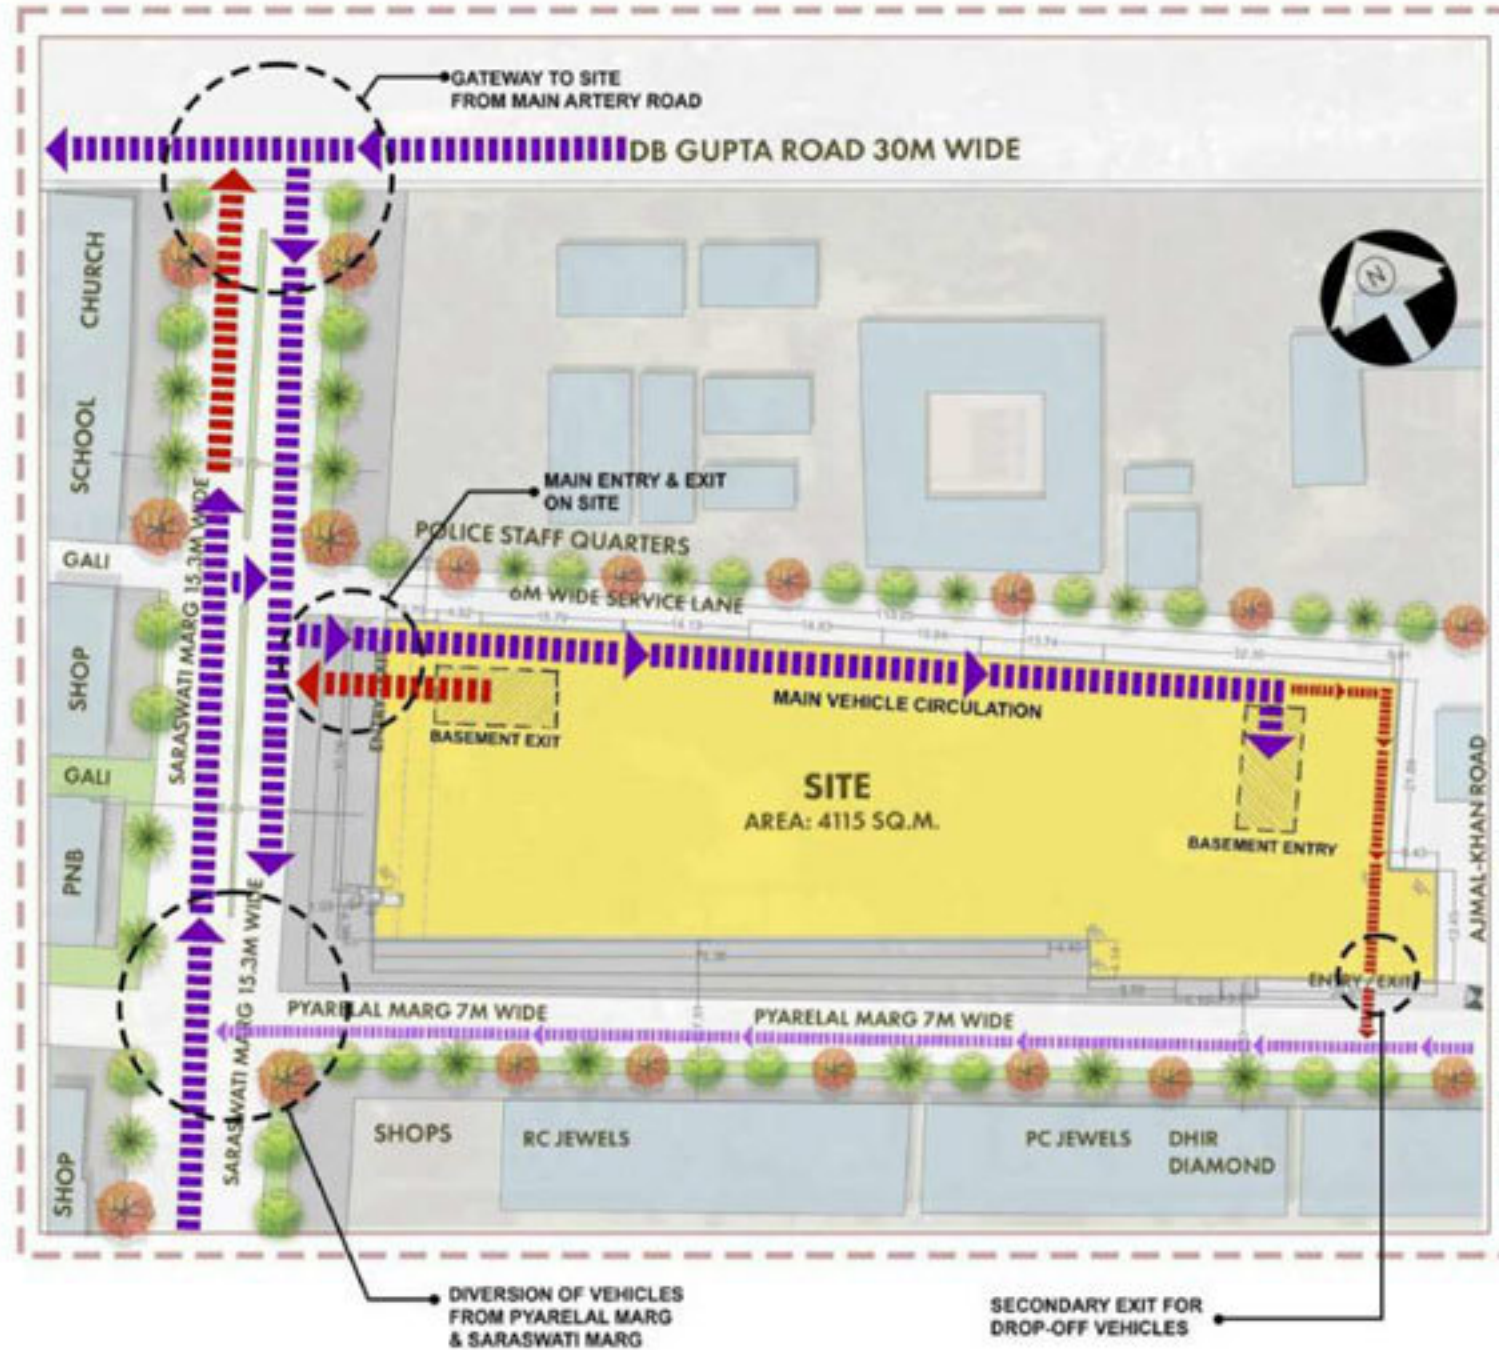 GATEWAY TO SITE
FROM MAIN ARTERY ROAD
DB GUPTA ROAD 30M WIDE
N
CHURCH
SCHOOL
MAIN ENTRY & EXIT
ON SITE
POLICE STAFF QUARTERS
GALI
6M WIDE SERVICE LANE
SARASWATI MARG 15.3M WIDE
SHOP
MAIN VEHICLE CIRCULATION
BASEMENT EXIT
GALI
SITE
AREA: 4115 SQ.M.
BASEMENT ENTRY
PNB
AJMAL-KHAN ROAD
SARASWATI MARG 15.3M WIDE
ENTRY / EXIT
PYARELAL MARG 7M WIDE
PYARELAL MARG 7M WIDE
SHOP
SHOPS
RC JEWELS
PC JEWELS
DHIR
DIAMOND
DIVERSION OF VEHICLES
FROM PYARELAL MARG
& SARASWATI MARG
SECONDARY EXIT FOR
DROP-OFF VEHICLES